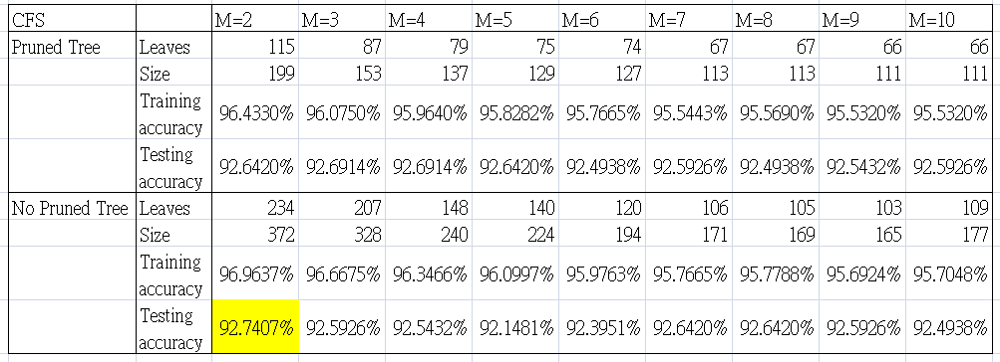 CFS M=2 M=3 M=4 M=5 M=6 M=7 M=8 M=9 M=10
Pruned Tree Leaves 115 87 79 75 74 67 67 66 66
Size 199 153 137 129 127 113 113 111 111
Training
accuracy 96.4330% 96.0750% 95.9640% 95.8282% 95.7665% 95.5443% 95.5690% 95.5320% 95.5320%
Testing
accuracy 92.6420% 92.6914% 92.6914% 92.6420% 92.4938% 92.5926% 92.4938% 92.5432% 92.5926%
No Pruned Tree Leaves 234 207 148 140 120 106 105 103 109
Size 372 328 240 224 194 171 169 165 177
Training
accuracy 96.9637% 96.6675% 96.3466% 96.0997% 95.9763% 95.7665% 95.7788% 95.6924% 95.7048%
Testing
accuracy 92.7407% 92.5926% 92.5432% 92.1481% 92.3951% 92.6420% 92.6420% 92.5926% 92.4938%